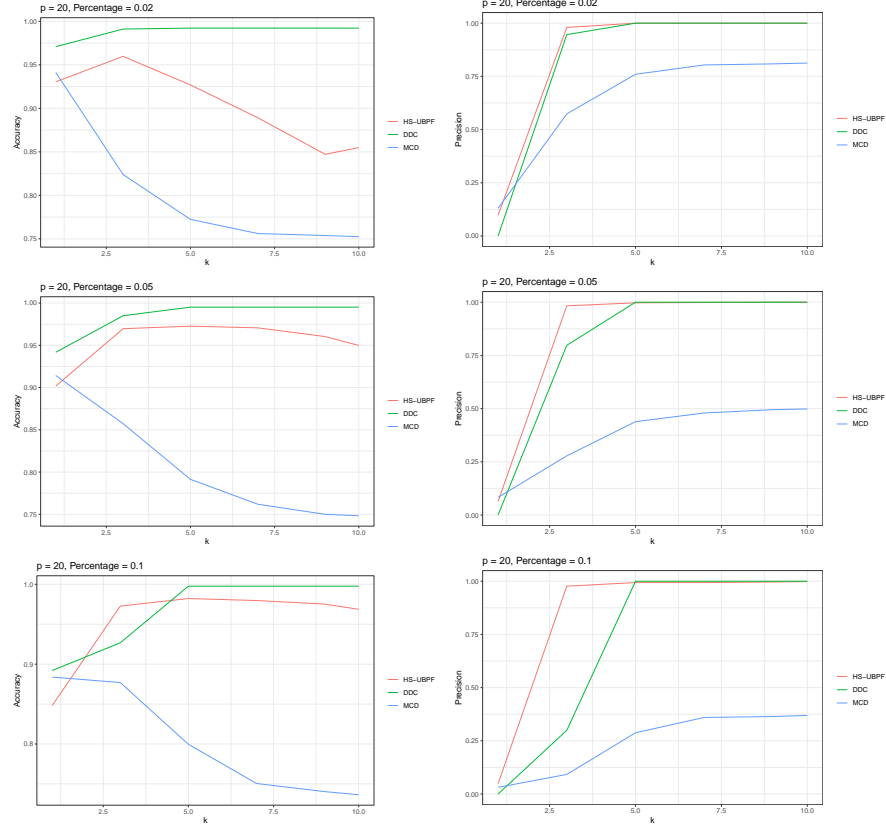 p = 20, Percentage = 0.02
1.00
0.95
0.90
0.85
0.80
0.75
Accuracy
2.5
5.0
7.5
10.0
k
HS-UBPF
DDC
MCD
p = 20, Percentage = 0.02
1.00
0.75
0.50
0.25
0.00
Precision
2.5
5.0
7.5
10.0
k
HS-UBPF
DDC
MCD
p = 20, Percentage = 0.05
1.00
0.95
0.90
0.85
0.80
0.75
Accuracy
2.5
5.0
7.5
10.0
k
HS-UBPF
DDC
MCD
p = 20, Percentage = 0.05
1.00
0.75
0.50
0.25
0.00
Precision
2.5
5.0
7.5
10.0
k
HS-UBPF
DDC
MCD
p = 20, Percentage = 0.1
1.0
0.9
0.8
Accuracy
2.5
5.0
7.5
10.0
k
HS-UBPF
DDC
MCD
p = 20, Percentage = 0.1
1.00
0.75
0.50
0.25
0.00
Precision
2.5
5.0
7.5
10.0
k
HS-UBPF
DDC
MCD